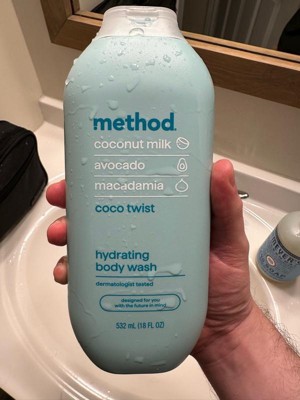 method.
coconut milk
avocado
macadamia
coco twist
hydrating
body wash
dermatologist tested
designed for you
with the future in mind
532 mL (18 FL OZ)